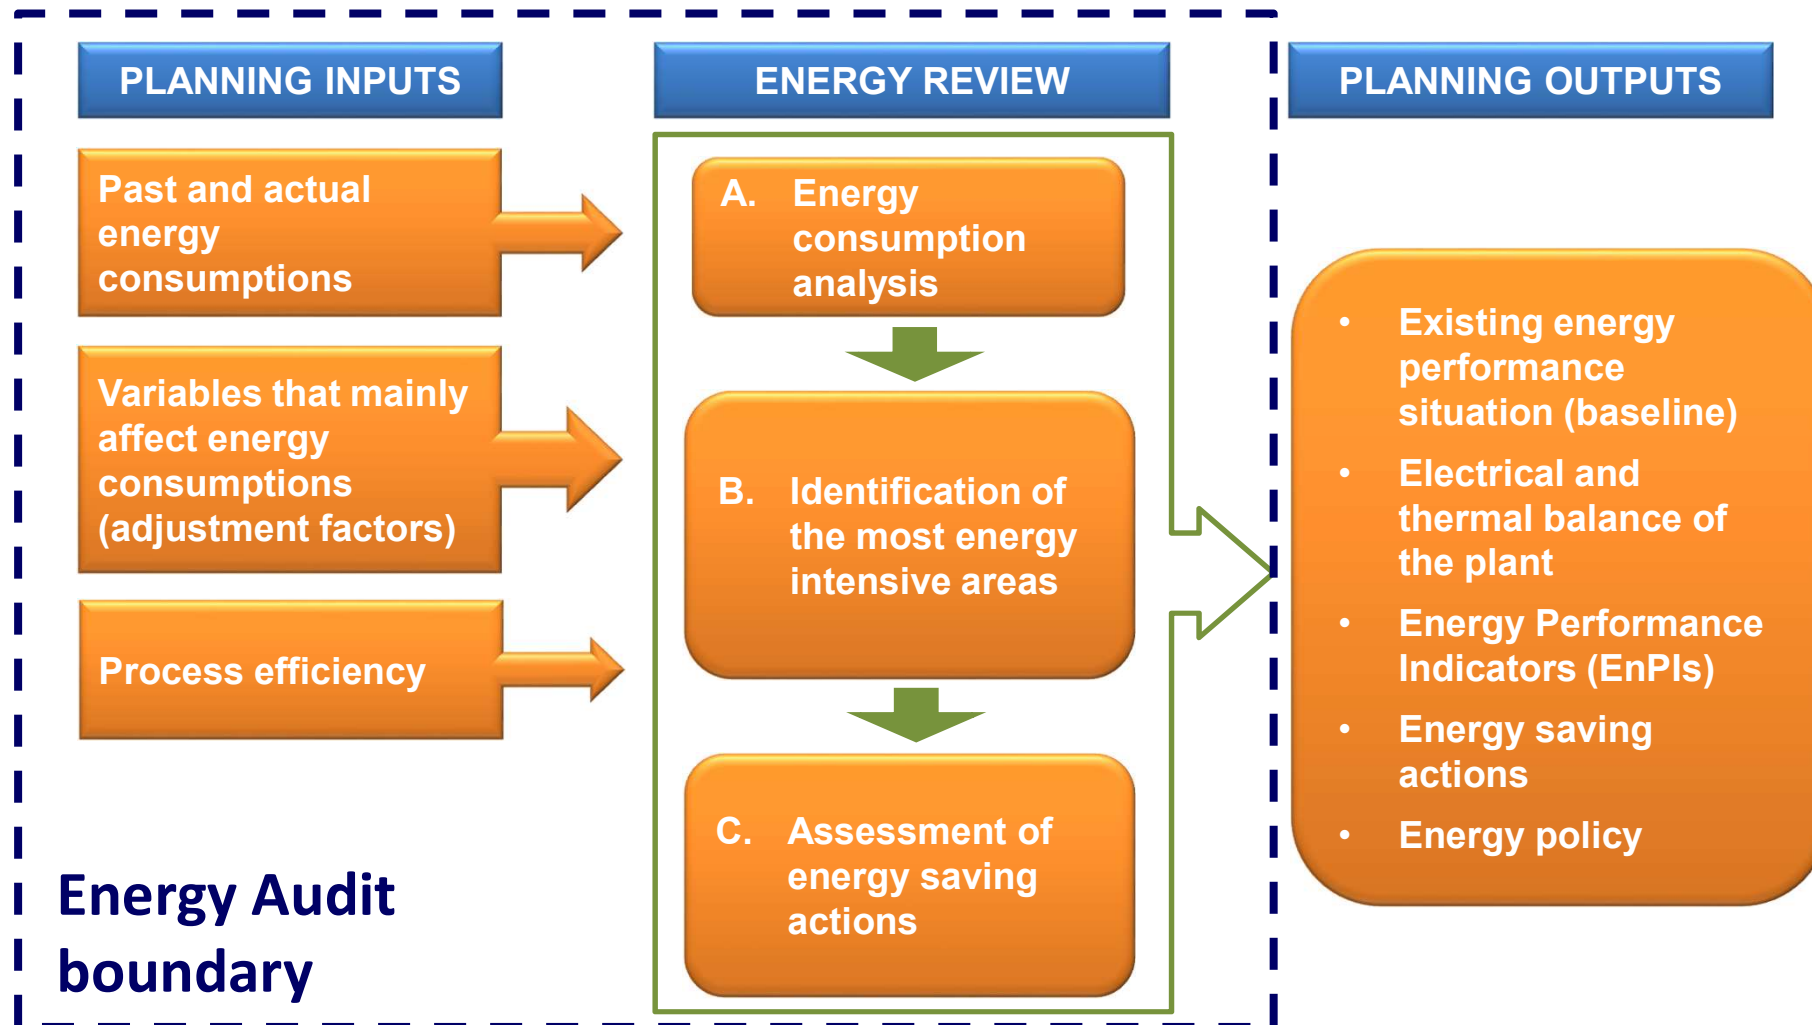 PLANNING INPUTS
Past and actual
energy
consumptions
Variables that mainly
affect energy
consumptions
(adjustment factors)
Process efficiency
Energy Audit
boundary
ENERGY REVIEW
A. Energy
consumption
analysis
B. Identification of
the most energy
intensive areas
C. Assessment of
energy saving
actions
PLANNING OUTPUTS
• Existing energy
performance
situation (baseline)
• Electrical and
thermal balance of
the plant
• Energy Performance
Indicators (EnPIs)
• Energy saving
actions
• Energy policy